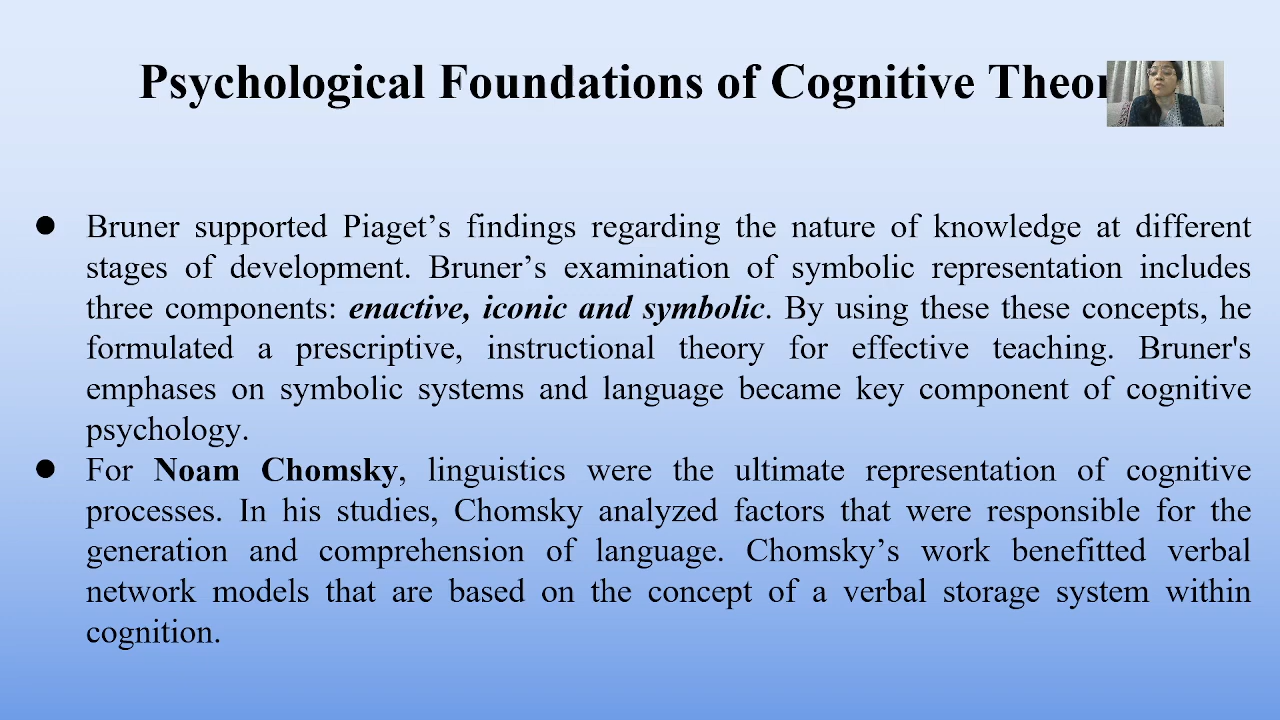 Psychological Foundations of Cognitive
Bruner supported Piaget’s findings regarding the nature of knowledge at different
stages of development. Bruner’s examination of symbolic representation includes
three components: enactive, iconic and symbolic. By using these these concepts, he
formulated a prescriptive, instructional theory for effective teaching. Bruner's
emphases on symbolic systems and language became key component of cognitive
psychology.
For Noam Chomsky, linguistics were the ultimate representation of cognitive
processes. In his studies, Chomsky analyzed factors that were responsible for the
generation and comprehension of language. Chomsky’s work benefitted verbal
network models that are based on the concept of a verbal storage system within
cognition.